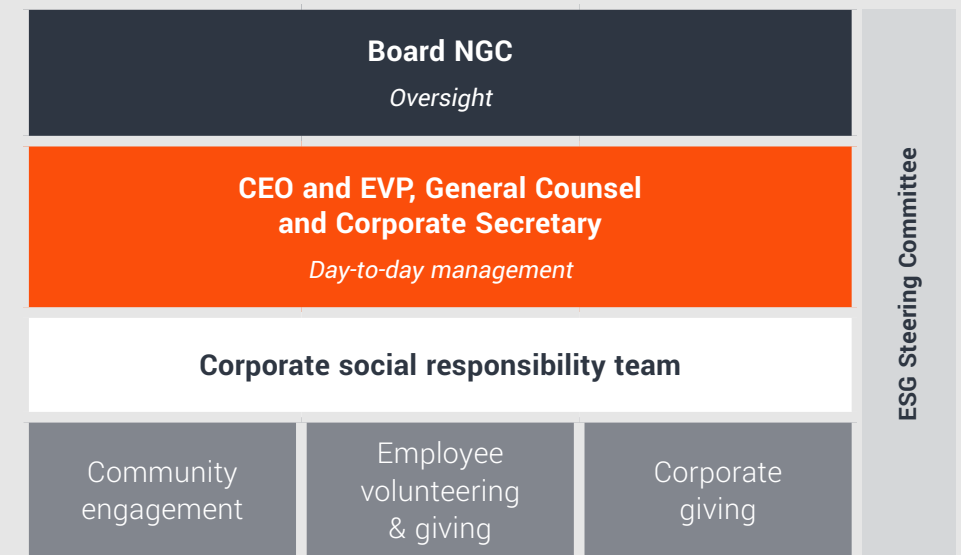 Board NGC
Oversight
CEO and EVP, General Counsel
and Corporate Secretary
Day-to-day management
Corporate social responsibility team
Community
engagement
Employee
volunteering
& giving
Corporate
giving
ESG Steering Committee